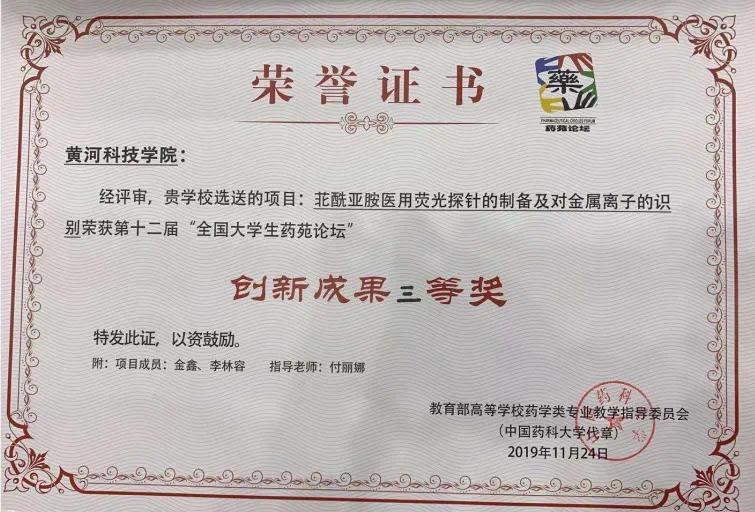 荣誉证书
藥
PHARMACEUTICAL CIRCLES FORUM
药苑论坛
黄河科技学院：
经评审，贵学校选送的项目：苝酰亚胺医用荧光探针的制备及对金属离子的识
别荣获第十二届“全国大学生药苑论坛”
创新成果三等奖
特发此证，以资鼓励。
附：项目成员：金鑫、李林容　　指导老师：付丽娜
教育部高等学校药学类专业教学指导委员会
（中国药科大学代章）
2019年11月24日